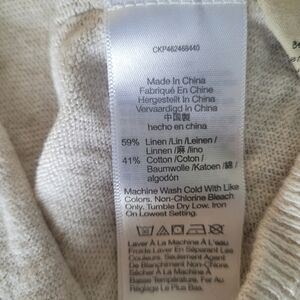 CKP462468440
Made In China
Fabriqué En Chine
Hergestellt In China
Vervaardigd In China
中国製
hecho en china
59% Linen /Lin /Leinen /
Linnen /麻 /lino
41% Cotton /Coton /
Baumwolle /Katoen /綿 /
algodón
Machine Wash Cold With Like
Colors. Non-Chlorine Bleach
Only. Tumble Dry Low. Iron
On Lowest Setting.
Laver À La Machine À L'eau
Froide Laver En Séparant Les
Couleurs. Seulement Agent
De Blanchiment Non-Chloré.
Sécher À La Machine À
Basse Température. Fer Au
Réglage Le Plus Bas.